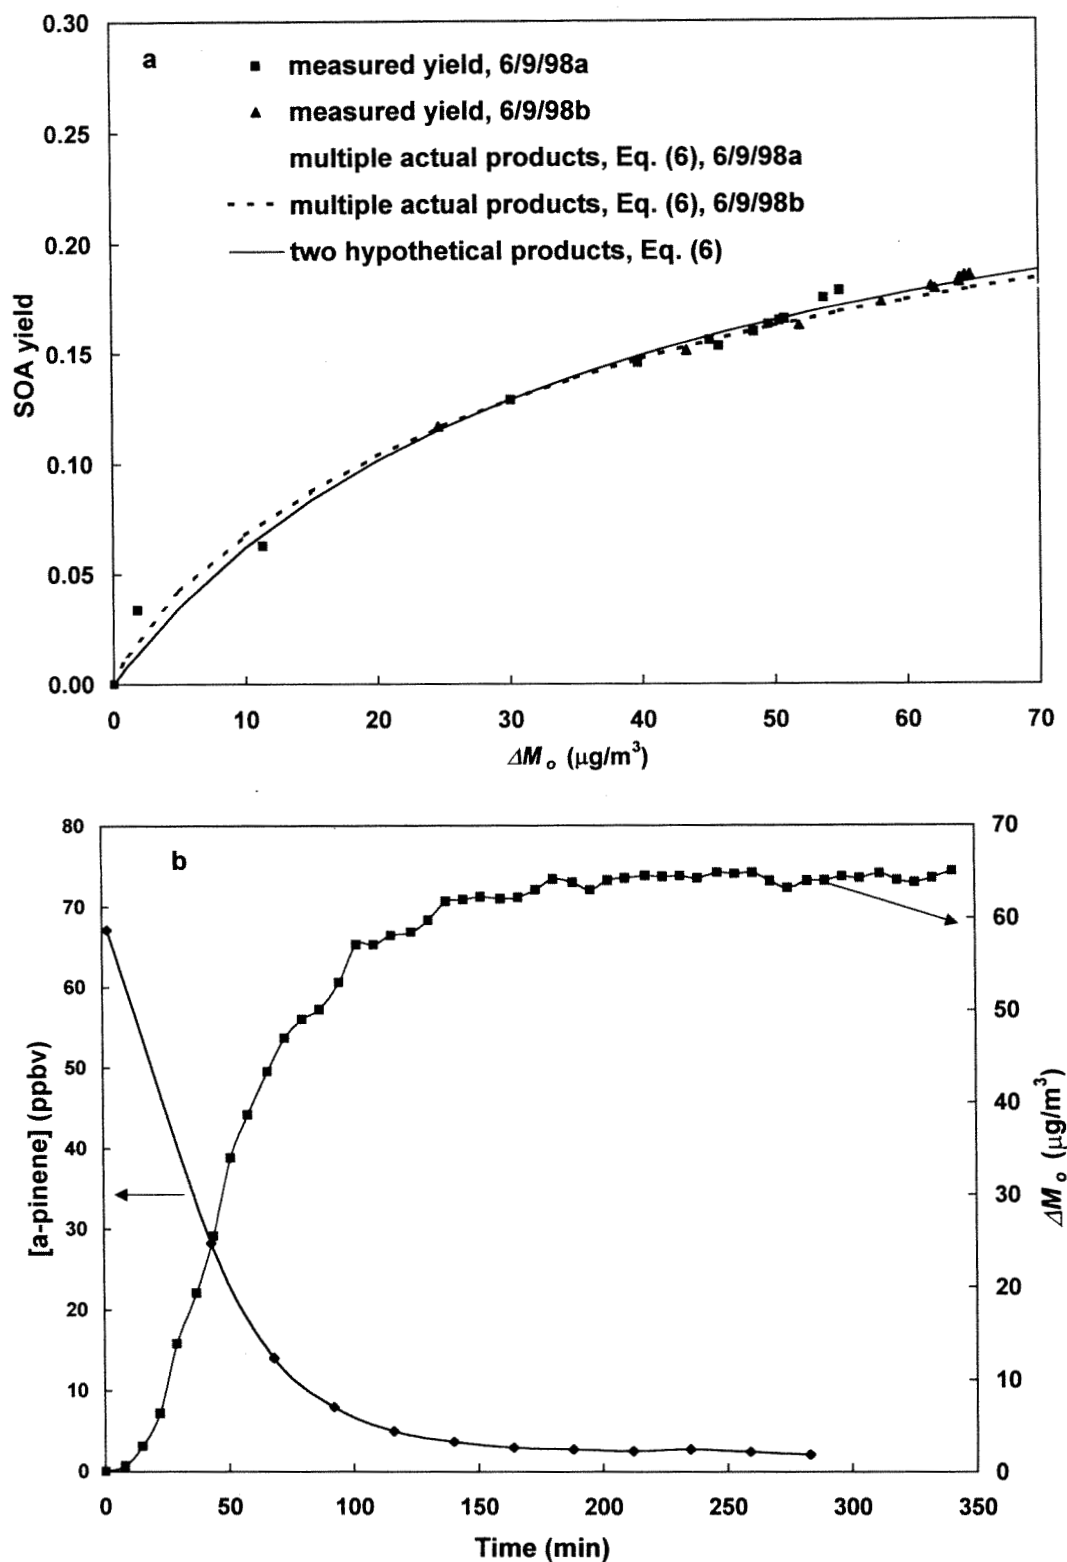 0.30
0.25
0.20
0.15
0.10
0.05
0.00
SOA yield
a
measured yield, 6/9/98a
measured yield, 6/9/98b
multiple actual products, Eq. (6), 6/9/98a
multiple actual products, Eq. (6), 6/9/98b
two hypothetical products, Eq. (6)
0 10 20 30 40 50 60 70
ΔMₒ (μg/m³)
80
70
60
50
40
30
20
10
0
[a-pinene] (ppbv)
b
70
60
50
40
30
20
10
0
ΔMₒ (μg/m³)
0 50 100 150 200 250 300 350
Time (min)